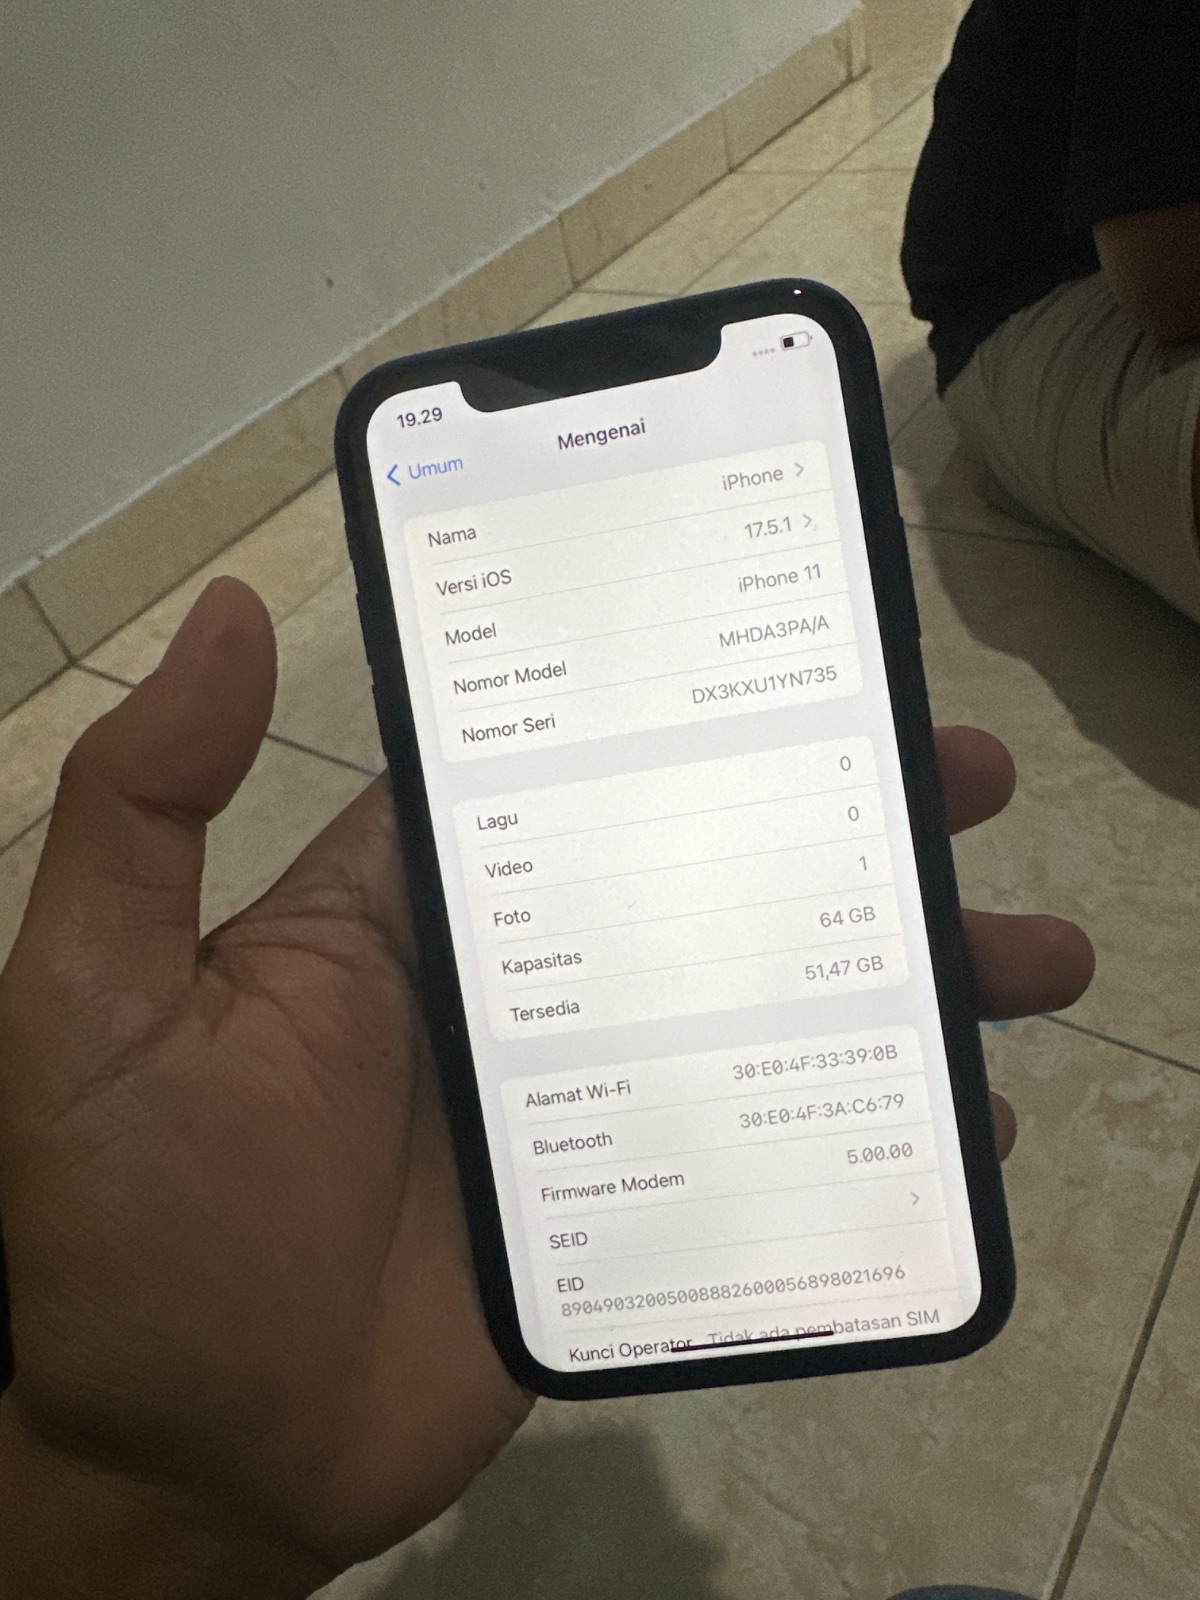 19.29
Umum
Mengenai
Nama iPhone
Versi iOS 17.5.1
Model iPhone 11
Nomor Model MHDA3PA/A
Nomor Seri DX3KXU1YN735
Lagu 0
Video 0
Foto 1
Kapasitas 64 GB
Tersedia 51,47 GB
Alamat Wi-Fi 30:E0:4F:33:39:0B
Bluetooth 30:E0:4F:3A:C6:79
Firmware Modem 5.00.00
SEID
EID
89049032005008882600056898021696
Kunci Operator Tidak ada pembatasan SIM